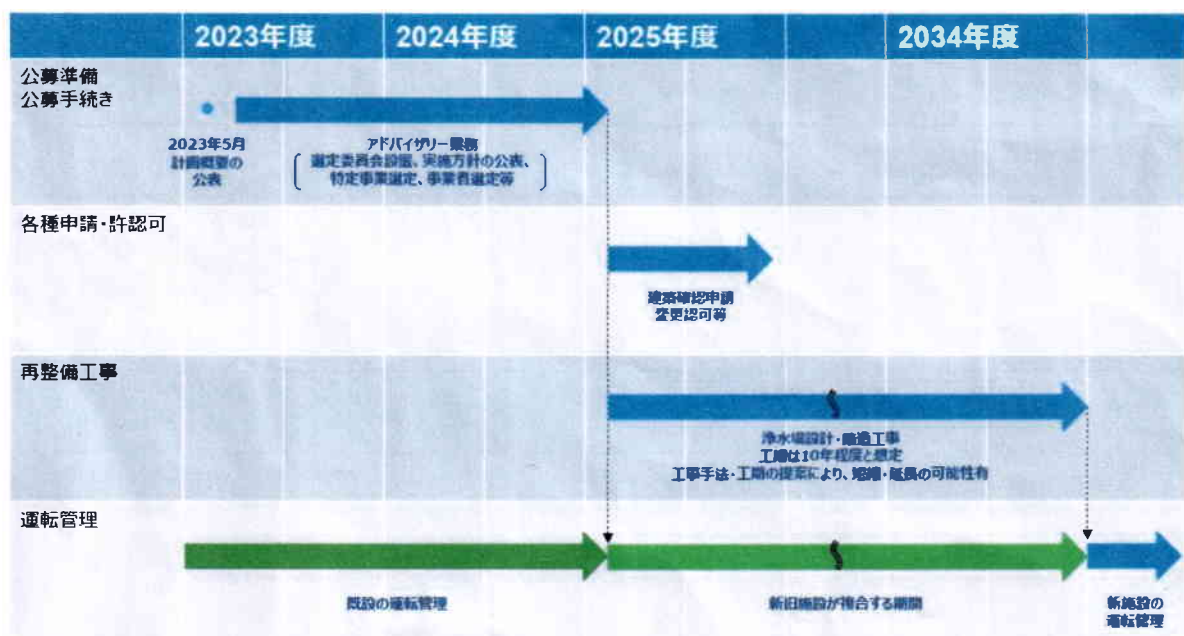 2023年度 2024年度 2025年度 2034年度
公募準備
公募手続き
2023年5月
計画概要の
公表
アドバイザリー業務
選定委員会設置、実施方針の公表、
特定事業選定、事業者選定等
各種申請・許認可
建築確認申請
変更認可等
再整備工事
浄水場設計・建造工事
工期は10年程度と想定
工事手法・工期の提案により、短縮・延長の可能性有
運転管理
既設の運転管理
新旧施設が複合する期間
新施設の
運転管理